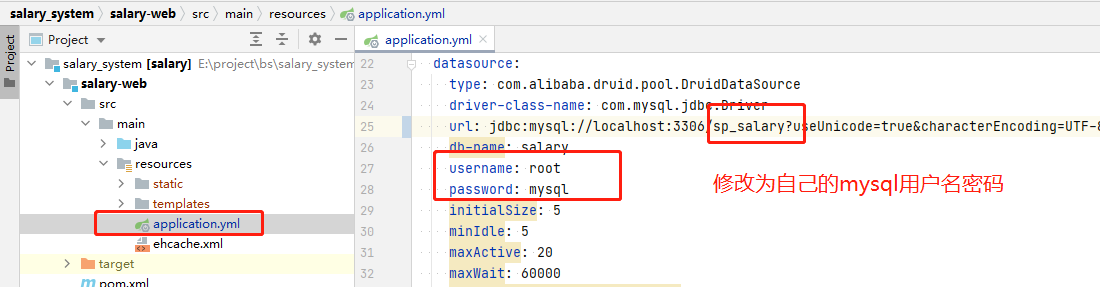 salary_system salary-web src main resources application.yml
Project
Project
application.yml
salary_system [salary] E:\project\bs\salary_system
salary-web
src
main
java
resources
static
templates
application.yml
ehcache.xml
target
pom.xml
22 datasource:
23 type: com.alibaba.druid.pool.DruidDataSource
24 driver-class-name: com.mysql.jdbc.Driver
25 url: jdbc:mysql://localhost:3306/sp_salary?useUnicode=true&characterEncoding=UTF-8
26 db-name: salary
27 username: root
28 password: mysql
29 initialSize: 5
30 minIdle: 5
31 maxActive: 20
32 maxWait: 60000
修改为自己的mysql用户名密码